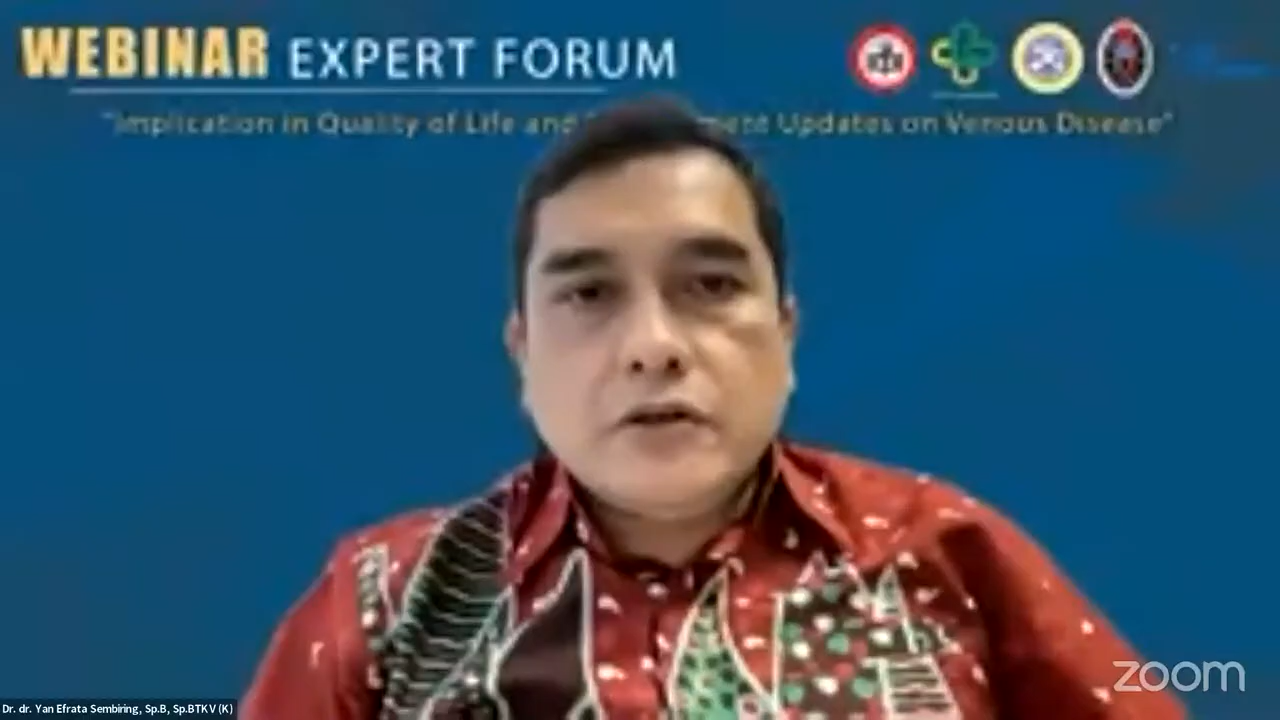 WEBINAR EXPERT FORUM
"Implication in Quality of Life and Updates on Venous Disease"
zoom
Dr. dr. Yan Efrata Sembiring, Sp.B, Sp.BTKV (K)